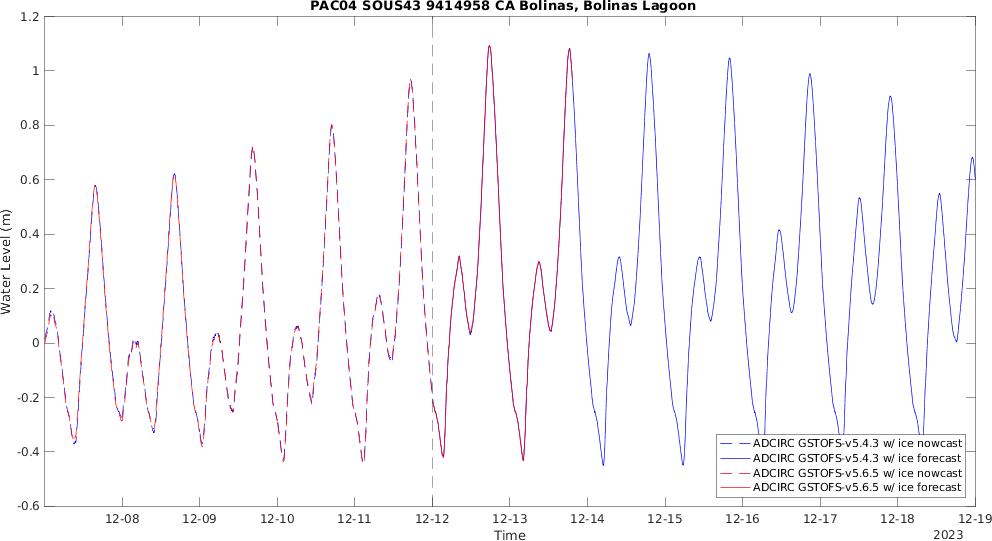 PAC04 SOUS43 9414958 CA Bolinas, Bolinas Lagoon
1.2
1
0.8
0.6
0.4
0.2
0
-0.2
-0.4
-0.6
Water Level (m)
ADCIRC GSTOFS-v5.4.3 w/ ice nowcast
ADCIRC GSTOFS-v5.4.3 w/ ice forecast
ADCIRC GSTOFS-v5.6.5 w/ ice nowcast
ADCIRC GSTOFS-v5.6.5 w/ ice forecast
12-08 12-09 12-10 12-11 12-12 12-13 12-14 12-15 12-16 12-17 12-18 12-19
Time
2023